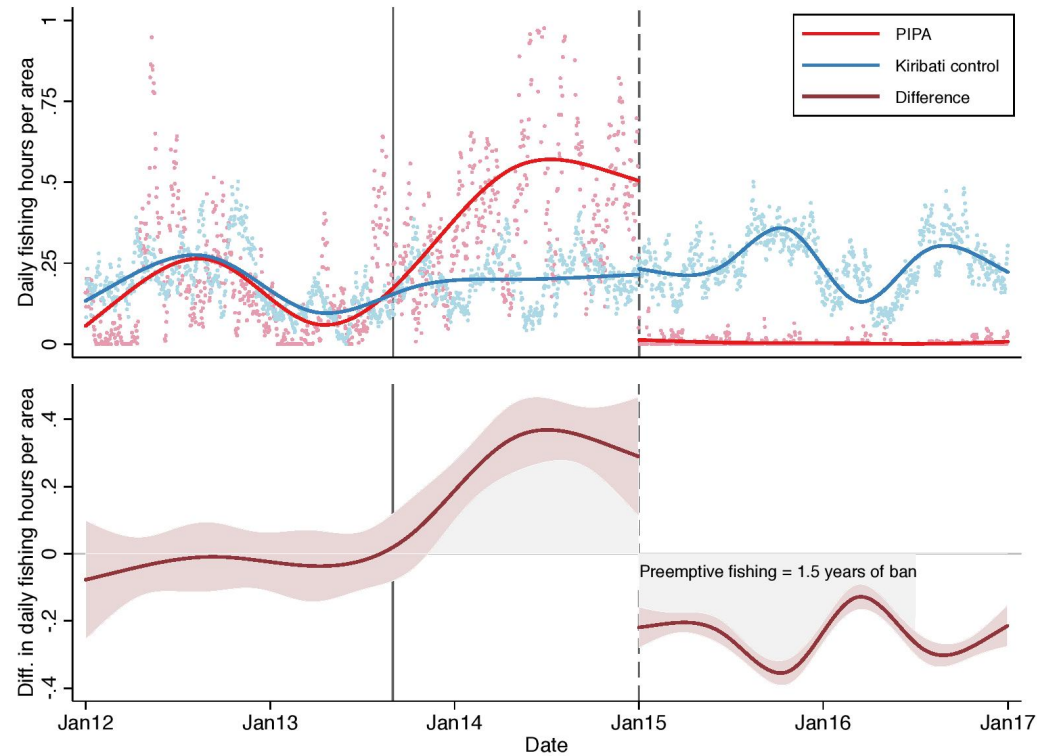 1
.75
.5
.25
0
Daily fishing hours per area
PIPA
Kiribati control
Difference
.4
.2
0
-.2
-.4
Diff. in daily fishing hours per area
Preemptive fishing = 1.5 years of ban
Jan12 Jan13 Jan14 Jan15 Jan16 Jan17
Date